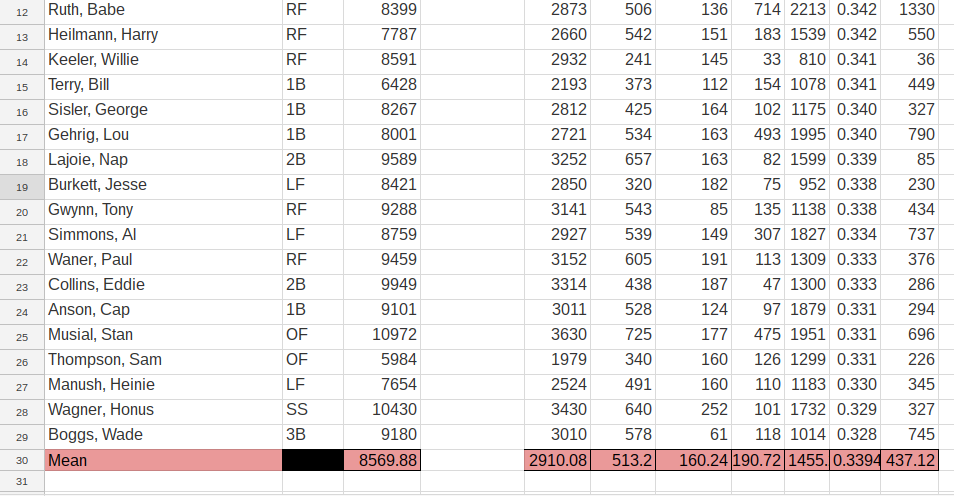 12 Ruth, Babe RF 8399 2873 506 136 714 2213 0.342 1330
13 Heilmann, Harry RF 7787 2660 542 151 183 1539 0.342 550
14 Keeler, Willie RF 8591 2932 241 145 33 810 0.341 36
15 Terry, Bill 1B 6428 2193 373 112 154 1078 0.341 449
16 Sisler, George 1B 8267 2812 425 164 102 1175 0.340 327
17 Gehrig, Lou 1B 8001 2721 534 163 493 1995 0.340 790
18 Lajoie, Nap 2B 9589 3252 657 163 82 1599 0.339 85
19 Burkett, Jesse LF 8421 2850 320 182 75 952 0.338 230
20 Gwynn, Tony RF 9288 3141 543 85 135 1138 0.338 434
21 Simmons, Al LF 8759 2927 539 149 307 1827 0.334 737
22 Waner, Paul RF 9459 3152 605 191 113 1309 0.333 376
23 Collins, Eddie 2B 9949 3314 438 187 47 1300 0.333 286
24 Anson, Cap 1B 9101 3011 528 124 97 1879 0.331 294
25 Musial, Stan OF 10972 3630 725 177 475 1951 0.331 696
26 Thompson, Sam OF 5984 1979 340 160 126 1299 0.331 226
27 Manush, Heinie LF 7654 2524 491 160 110 1183 0.330 345
28 Wagner, Honus SS 10430 3430 640 252 101 1732 0.329 327
29 Boggs, Wade 3B 9180 3010 578 61 118 1014 0.328 745
30 Mean 8569.88 2910.08 513.2 160.24 190.72 1455. 0.3394 437.12
31